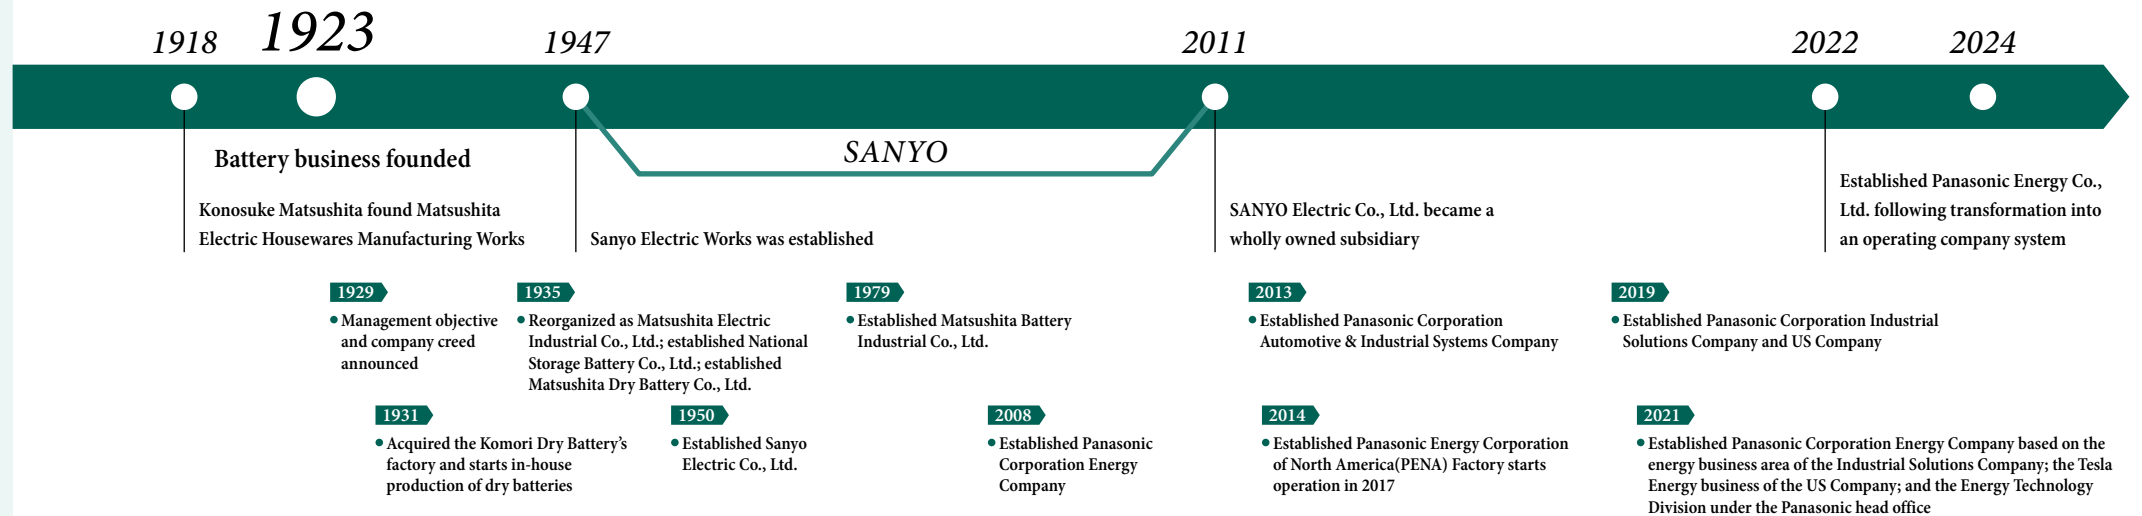 1918
1923
1947
2011
2022
2024
SANYO
Battery business founded
Konosuke Matsushita found Matsushita
Electric Housewares Manufacturing Works
Sanyo Electric Works was established
SANYO Electric Co., Ltd. became a
wholly owned subsidiary
Established Panasonic Energy Co.,
Ltd. following transformation into
an operating company system
1929
• Management objective
and company creed
announced
1935
• Reorganized as Matsushita Electric
Industrial Co., Ltd.; established National
Storage Battery Co., Ltd.; established
Matsushita Dry Battery Co., Ltd.
1979
• Established Matsushita Battery
Industrial Co., Ltd.
2013
• Established Panasonic Corporation
Automotive & Industrial Systems Company
2019
• Established Panasonic Corporation Industrial
Solutions Company and US Company
1931
• Acquired the Komori Dry Battery’s
factory and starts in-house
production of dry batteries
1950
• Established Sanyo
Electric Co., Ltd.
2008
• Established Panasonic
Corporation Energy
Company
2014
• Established Panasonic Energy Corporation
of North America(PENA) Factory starts
operation in 2017
2021
• Established Panasonic Corporation Energy Company based on the
energy business area of the Industrial Solutions Company; the Tesla
Energy business of the US Company; and the Energy Technology
Division under the Panasonic head office